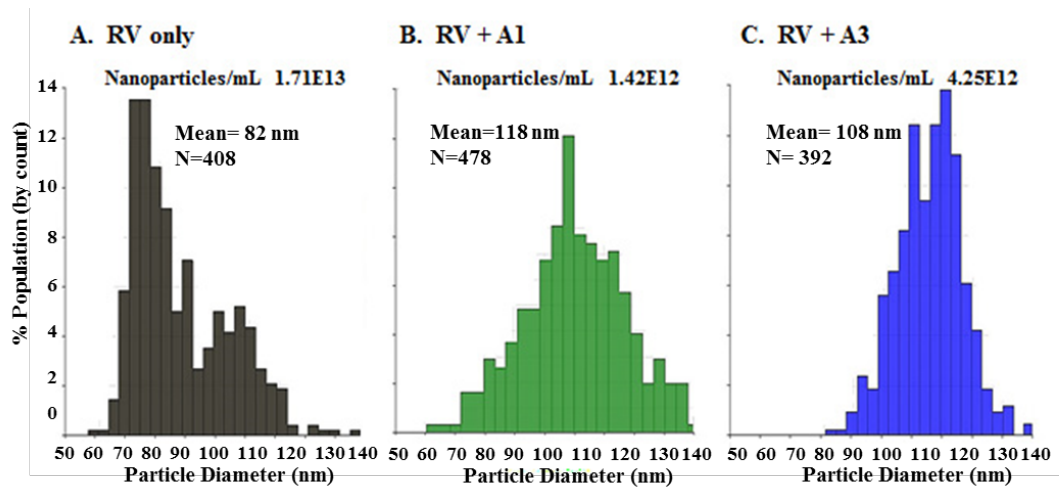 A. RV only
B. RV + A1
C. RV + A3
Nanoparticles/mL 1.71E13
Nanoparticles/mL 1.42E12
Nanoparticles/mL 4.25E12
Mean= 82 nm
N=408
Mean=118 nm
N=478
Mean= 108 nm
N= 392
% Population (by count)
14
12
10
8
6
4
2
0
50 60 70 80 90 100 110 120 130 140
50 60 70 80 90 100 110 120 130 140
50 60 70 80 90 100 110 120 130 140
Particle Diameter (nm)
Particle Diameter (nm)
Particle Diameter (nm)